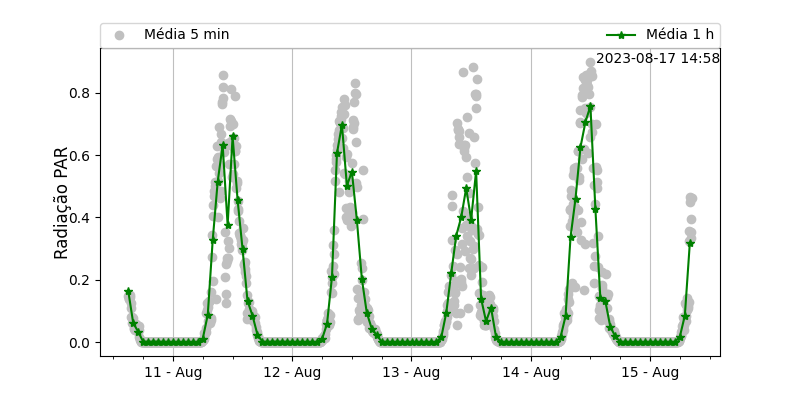 Média 5 min
Média 1 h
2023-08-17 14:58
Radiação PAR
0.8
0.6
0.4
0.2
0.0
11 - Aug
12 - Aug
13 - Aug
14 - Aug
15 - Aug